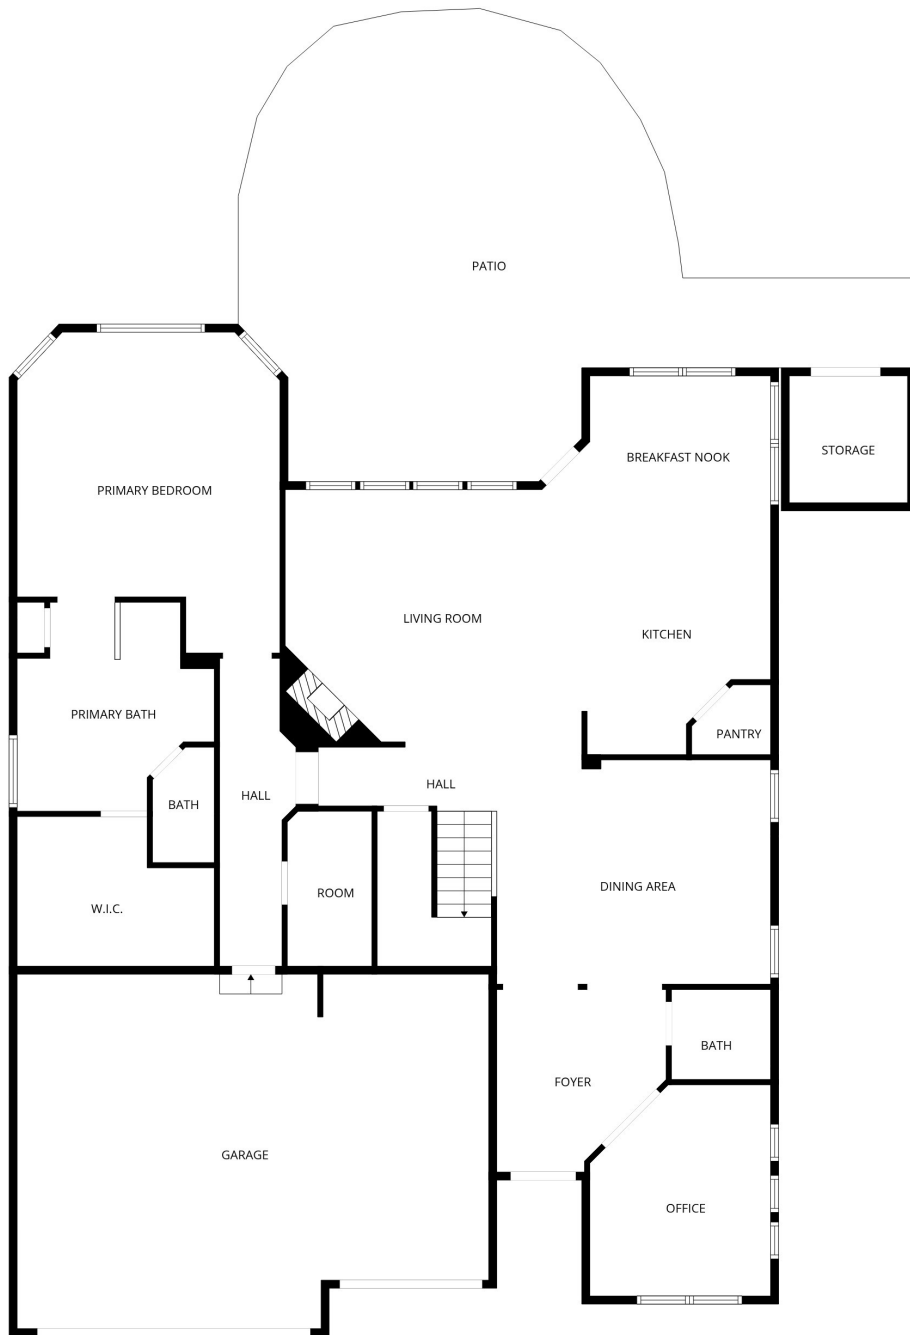 PATIO
STORAGE
BREAKFAST NOOK
PRIMARY BEDROOM
LIVING ROOM
KITCHEN
PRIMARY BATH
PANTRY
HALL
HALL
BATH
DINING AREA
ROOM
W.I.C.
BATH
FOYER
GARAGE
OFFICE